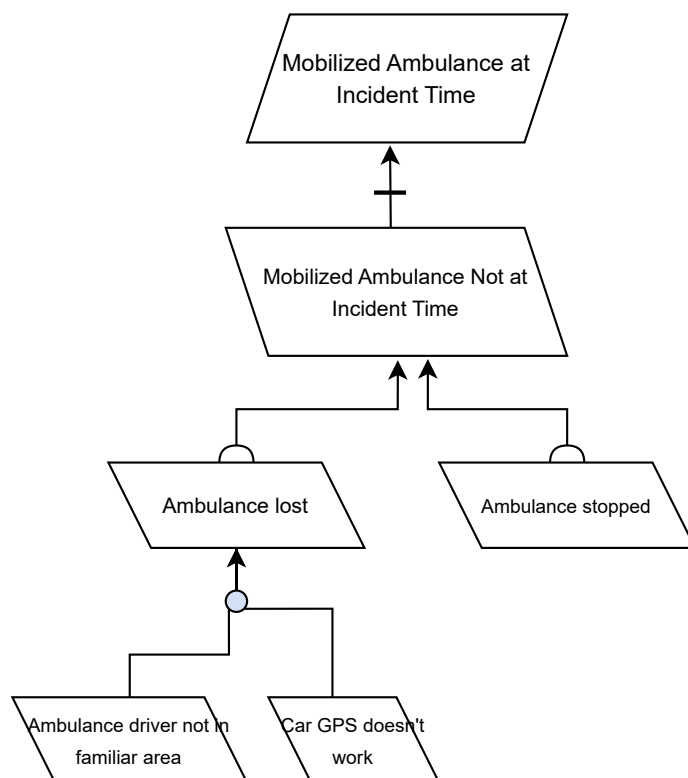 Mobilized Ambulance at
Incident Time
Mobilized Ambulance Not at
Incident Time
Ambulance lost
Ambulance stopped
Ambulance driver not in
familiar area
Car GPS doesn't
work